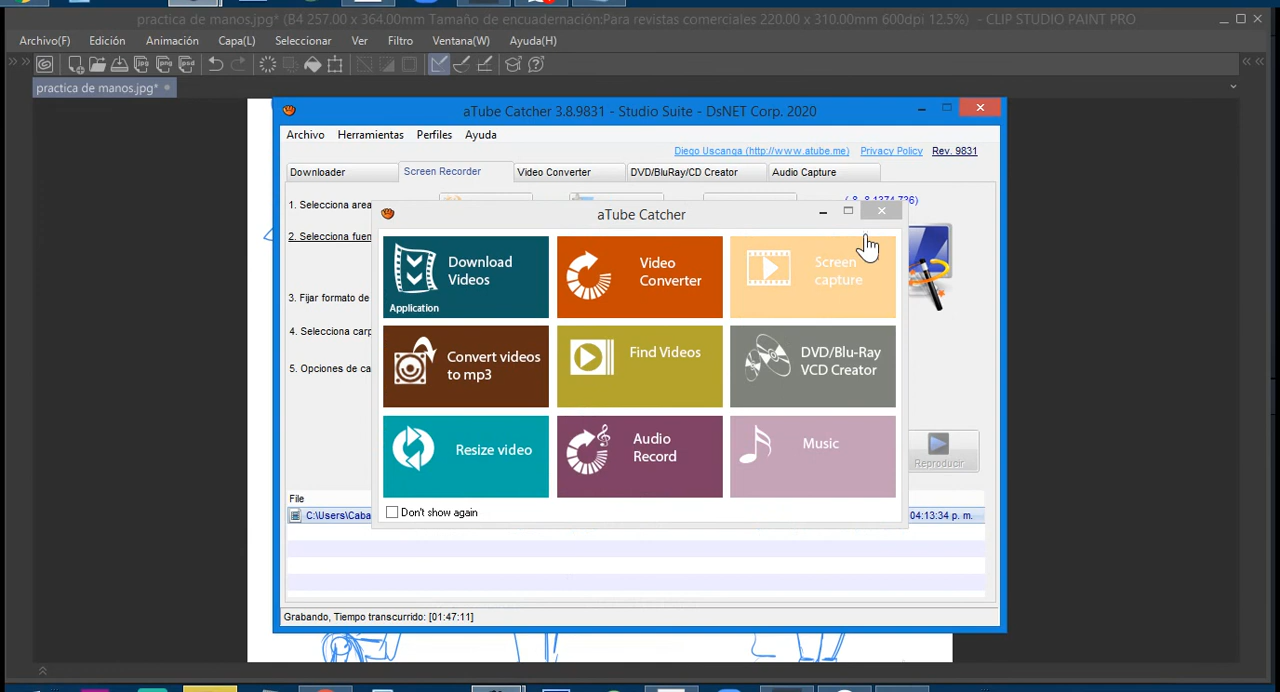 practica de manos.jpg* (B4 257.00 x 364.00mm Tamaño de encuadernación:Para revistas comerciales 220.00 x 310.00mm 600dpi 12.5%) - CLIP STUDIO PAINT PRO
Archivo(F) Edición Animación Capa(L) Seleccionar Ver Filtro Ventana(W) Ayuda(H)
practica de manos.jpg*
aTube Catcher 3.8.9831 - Studio Suite - DsNET Corp. 2020
Archivo Herramientas Perfiles Ayuda
Diego Uscanga (http://www.atube.me) Privacy Policy Rev. 9831
Downloader Screen Recorder Video Converter DVD/BluRay/CD Creator Audio Capture
1. Selecciona area
2. Selecciona fuen
3. Fijar formato de
4. Selecciona carp
5. Opciones de ca
aTube Catcher
Download
Videos
Application
Video
Converter
Screen
capture
Convert videos
to mp3
Find Videos
DVD/Blu-Ray
VCD Creator
Resize video
Audio
Record
Music
Don't show again
Reproducir
File
C:\Users\Caba 04:13:34 p. m.
Grabando, Tiempo transcurrido: [01:47:11]